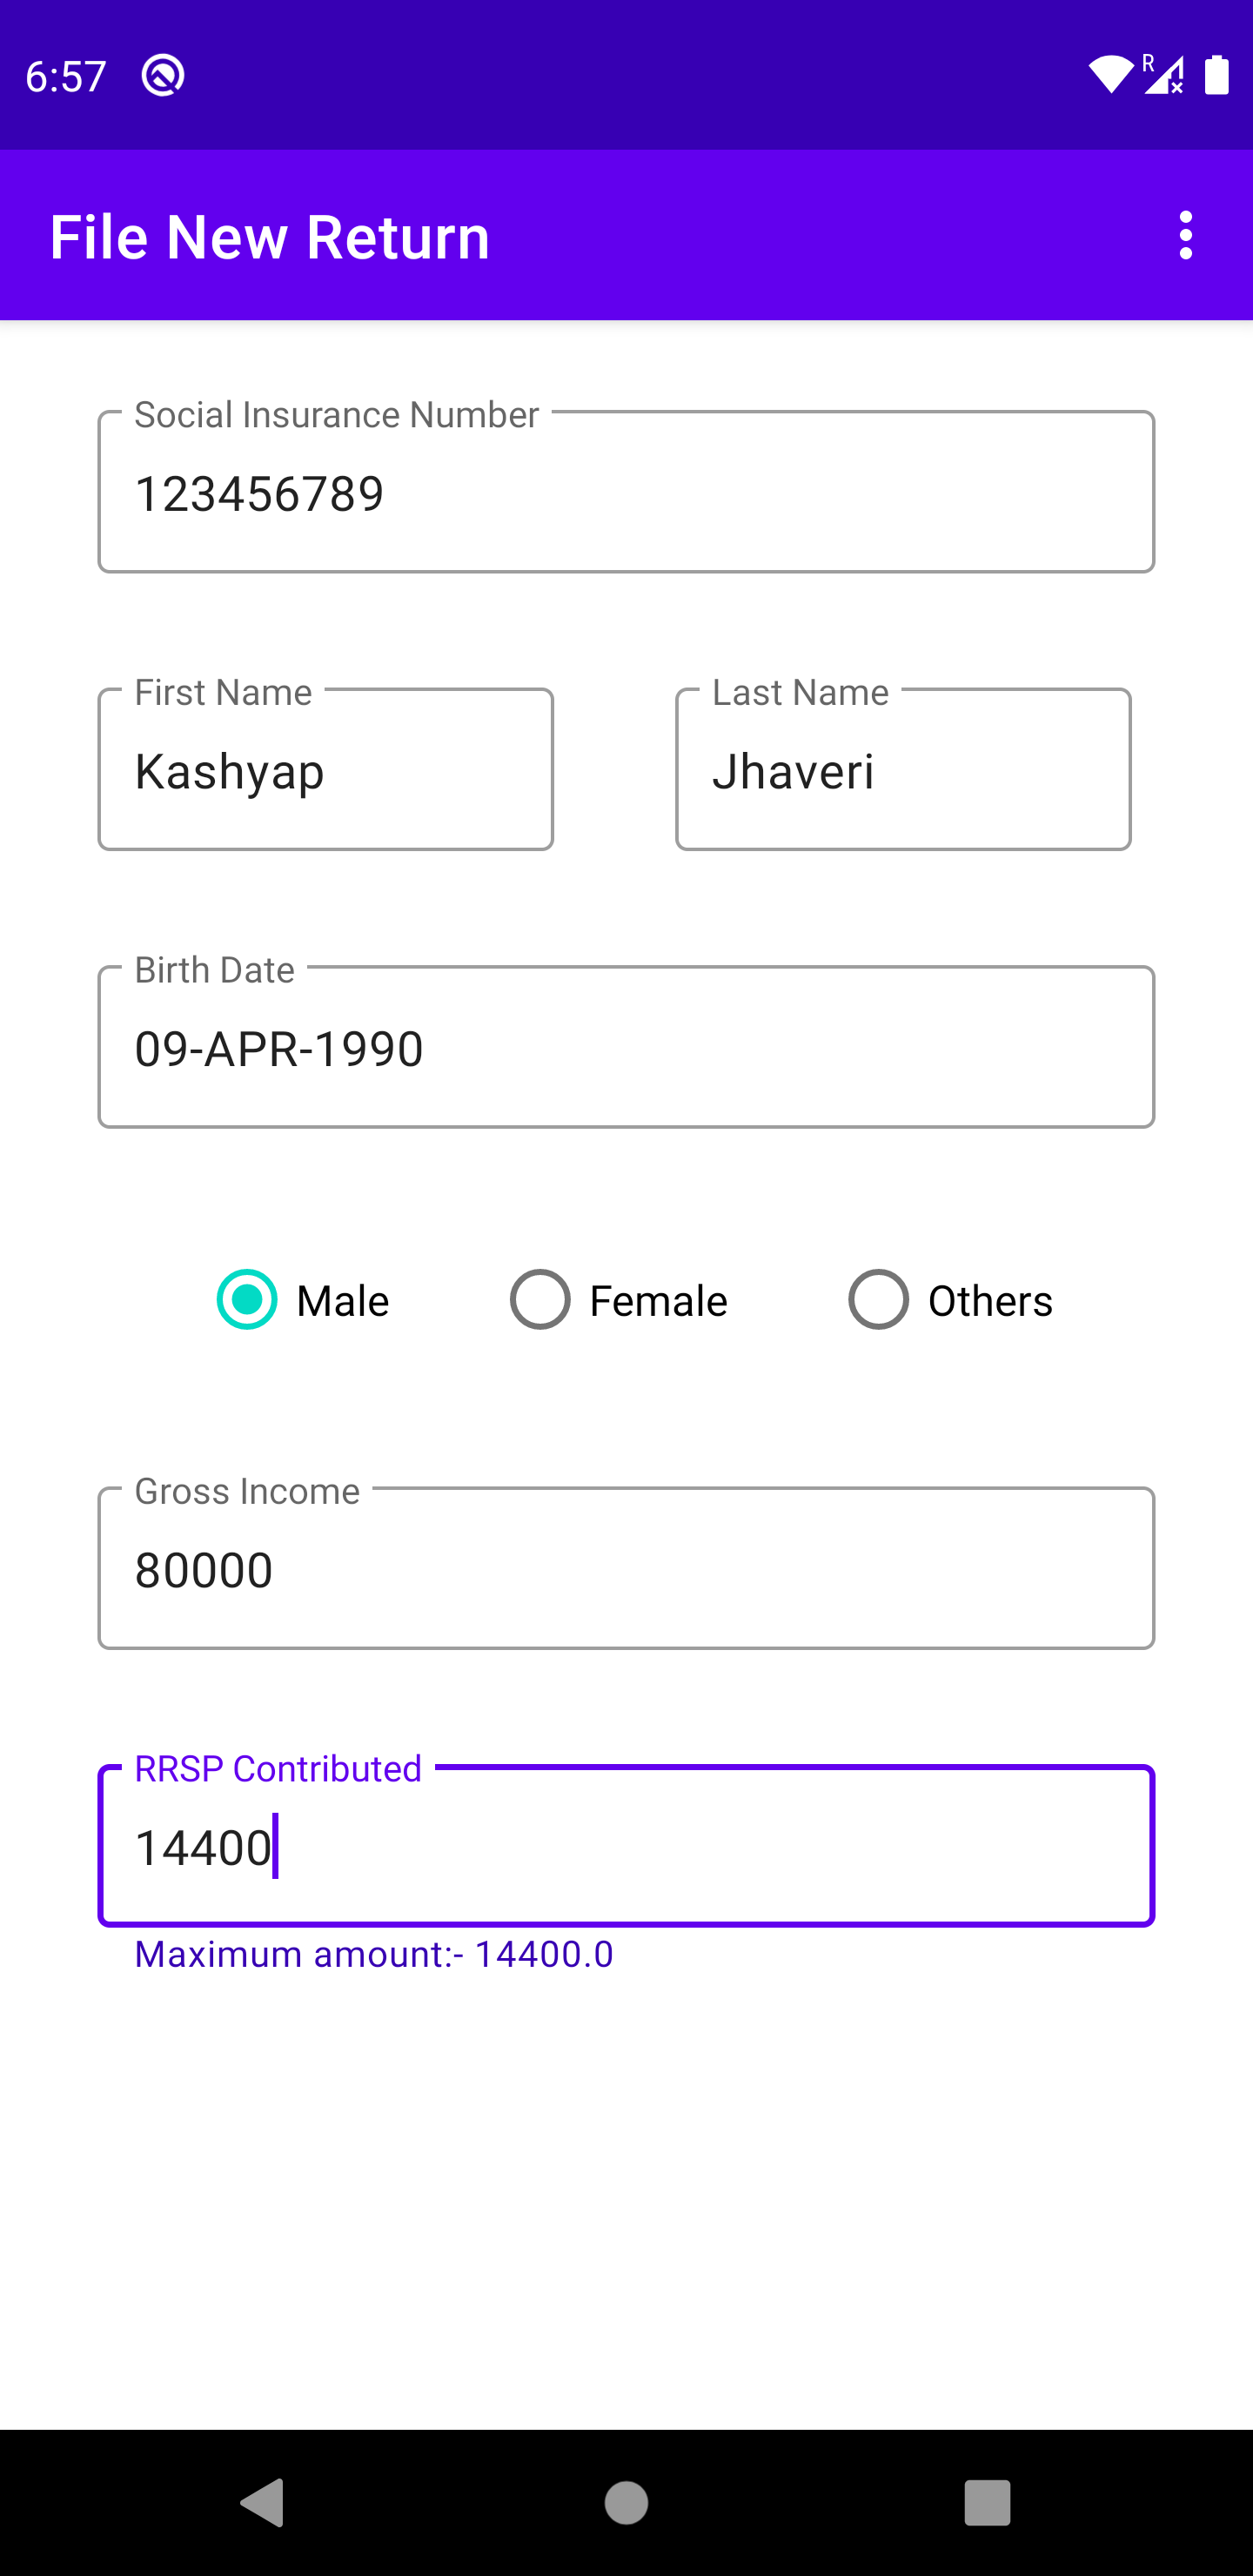 6:57
R
File New Return
Social Insurance Number
123456789
First Name
Last Name
Kashyap
Jhaveri
Birth Date
09-APR-1990
Male
Female
Others
Gross Income
80000
RRSP Contributed
14400
Maximum amount:- 14400.0